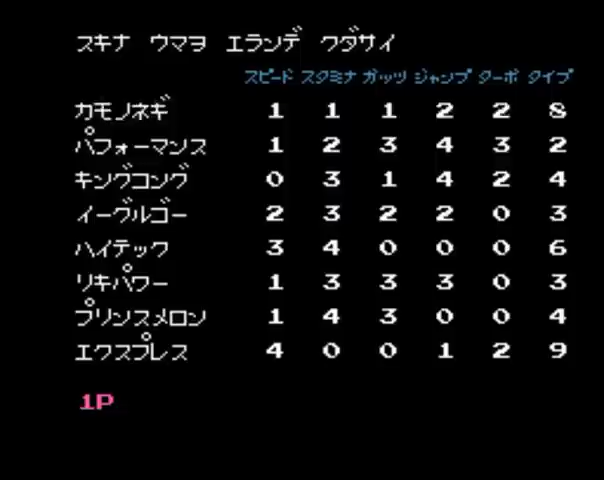 スキナ ウマヲ エランデ クダサイ
スピード スタミナ ガッツ ジャンプ ターボ タイプ
カモノネギ 1 1 1 2 2 8
パフォーマンス 1 2 3 4 3 2
キングコング 0 3 1 4 2 4
イーグルゴー 2 3 2 2 0 3
ハイテック 3 4 0 0 0 6
リキパワー 1 3 3 3 0 3
プリンスメロン 1 4 3 0 0 4
エクスプレス 4 0 0 1 2 9
1P